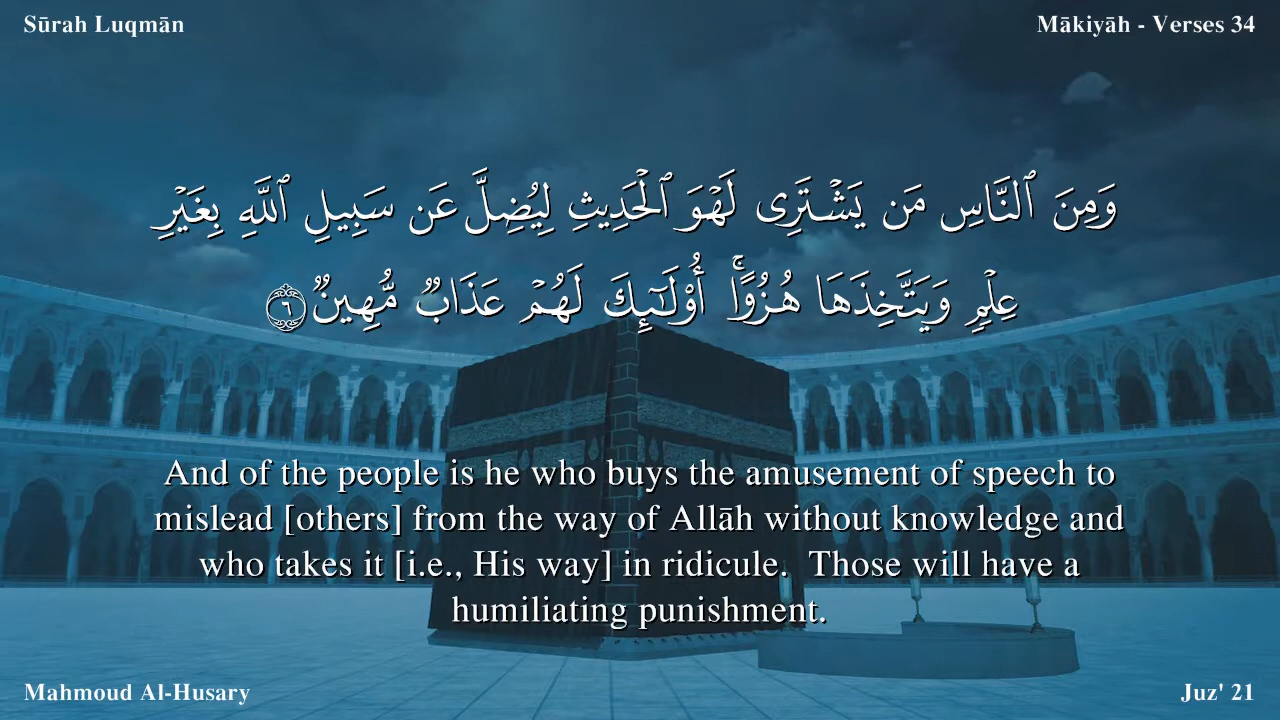 Sūrah Luqmān
Mākiyāh - Verses 34
وَمِنَ ٱلنَّاسِ مَن يَشْتَرِى لَهْوَ ٱلْحَدِيثِ لِيُضِلَّ عَن سَبِيلِ ٱللَّهِ بِغَيْرِ
عِلْمٍ وَيَتَّخِذَهَا هُزُوًا ۚ أُو۟لَـٰٓئِكَ لَهُمْ عَذَابٌ مُّهِينٌ ٦
And of the people is he who buys the amusement of speech to
mislead [others] from the way of Allāh without knowledge and
who takes it [i.e., His way] in ridicule.  Those will have a
humiliating punishment.
Mahmoud Al-Husary
Juz' 21